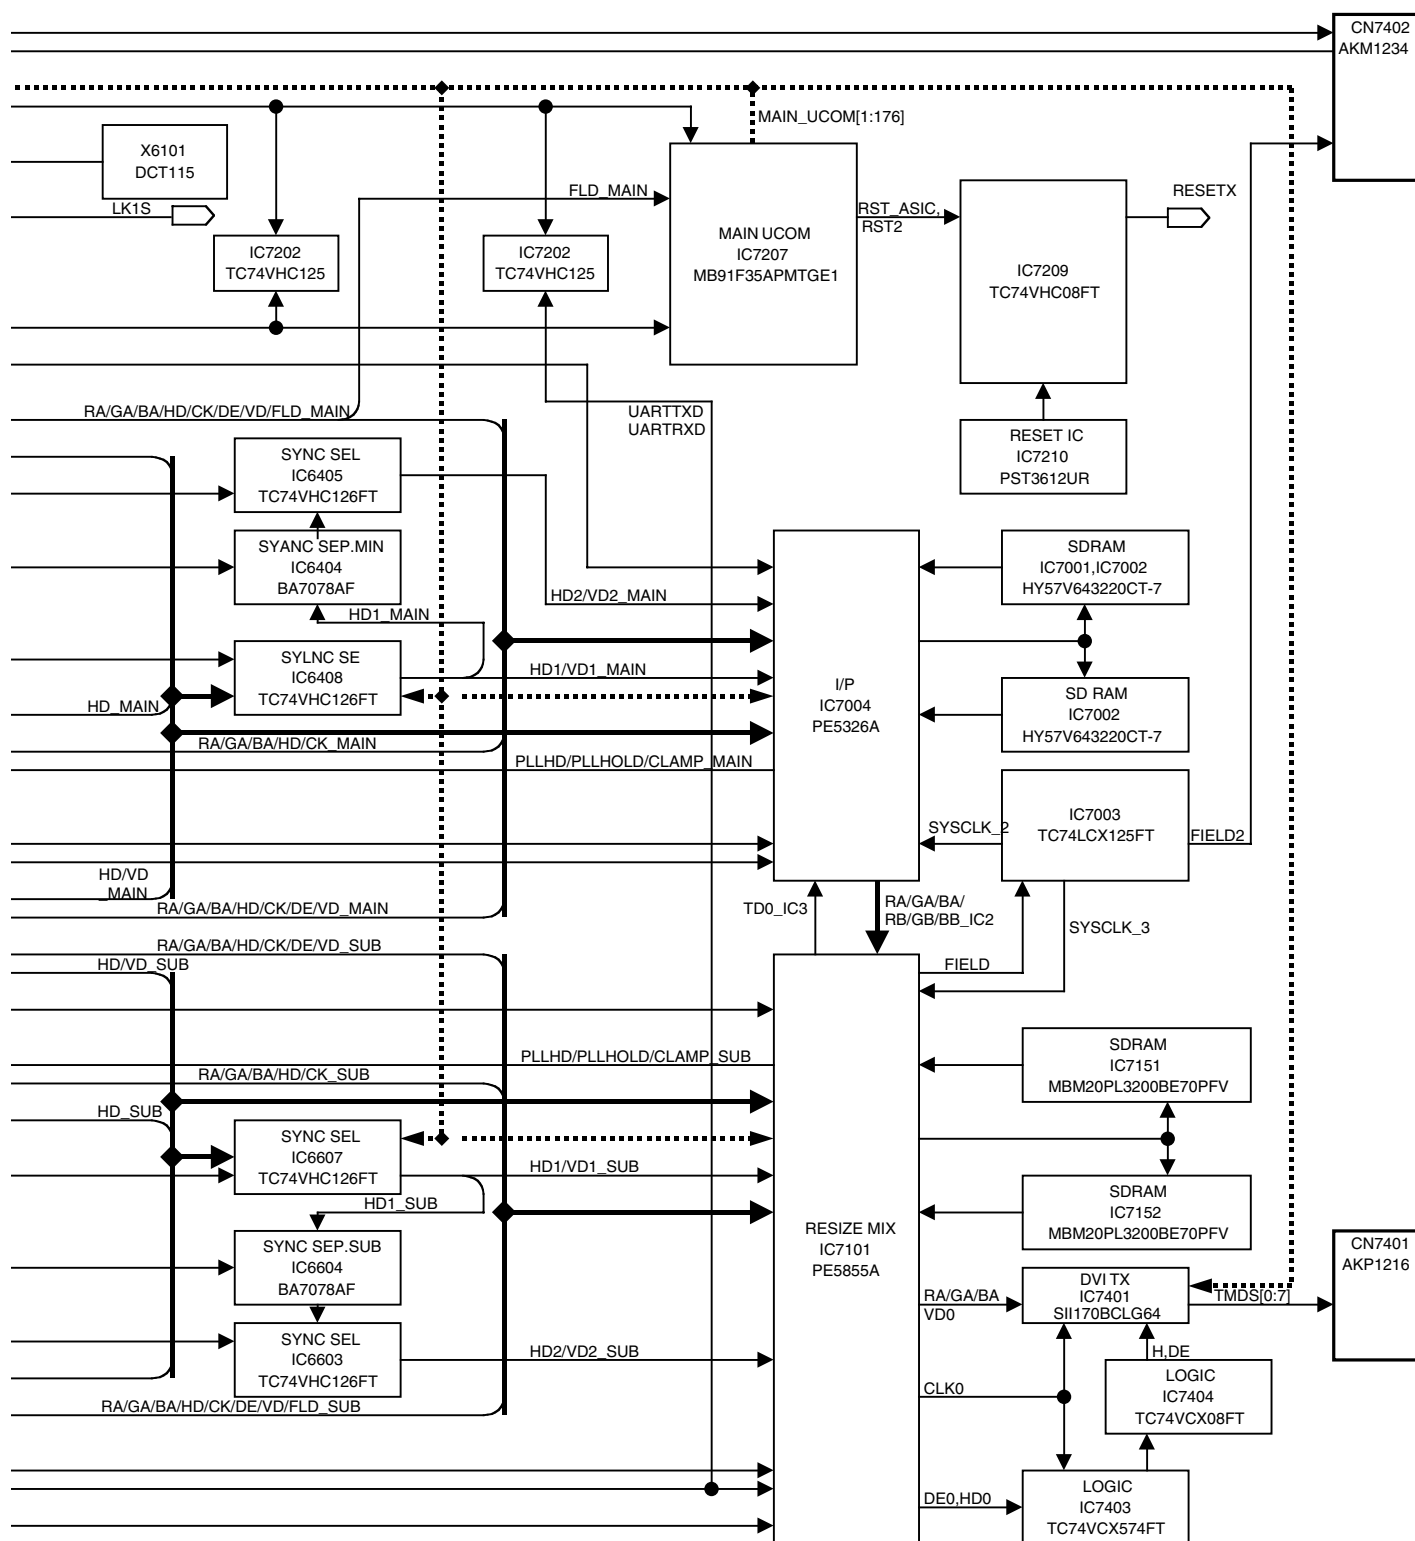 CN7402
AKM1234
MAIN_UCOM[1:176]
X6101
DCT115
LK1S
FLD_MAIN
RESETX
RST_ASIC,
RST2
MAIN UCOM
IC7207
MB91F35APMTGE1
IC7202
TC74VHC125
IC7202
TC74VHC125
IC7209
TC74VHC08FT
RA/GA/BA/HD/CK/DE/VD/FLD_MAIN
UARTTXD
UARTRXD
RESET IC
IC7210
PST3612UR
SYNC SEL
IC6405
TC74VHC126FT
SYANC SEP.MIN
IC6404
BA7078AF
SDRAM
IC7001,IC7002
HY57V643220CT-7
HD2/VD2_MAIN
HD1_MAIN
SYLNC SE
IC6408
TC74VHC126FT
HD1/VD1_MAIN
I/P
IC7004
PE5326A
SD RAM
IC7002
HY57V643220CT-7
HD_MAIN
RA/GA/BA/HD/CK_MAIN
PLLHD/PLLHOLD/CLAMP_MAIN
IC7003
TC74LCX125FT
SYSCLK_2
FIELD2
HD/VD
_MAIN
RA/GA/BA/HD/CK/DE/VD_MAIN
TD0_IC3
RA/GA/BA/
RB/GB/BB_IC2
SYSCLK_3
RA/GA/BA/HD/CK/DE/VD_SUB
HD/VD_SUB
FIELD
PLLHD/PLLHOLD/CLAMP_SUB
RA/GA/BA/HD/CK_SUB
SDRAM
IC7151
MBM20PL3200BE70PFV
HD_SUB
SYNC SEL
IC6607
TC74VHC126FT
HD1/VD1_SUB
HD1_SUB
SDRAM
IC7152
MBM20PL3200BE70PFV
SYNC SEP.SUB
IC6604
BA7078AF
RESIZE MIX
IC7101
PE5855A
CN7401
AKP1216
RA/GA/BA
VD0
DVI TX
IC7401
SII170BCLG64
TMDS[0:7]
SYNC SEL
IC6603
TC74VHC126FT
HD2/VD2_SUB
H,DE
LOGIC
IC7404
TC74VCX08FT
CLK0
RA/GA/BA/HD/CK/DE/VD/FLD_SUB
DE0,HD0
LOGIC
IC7403
TC74VCX574FT